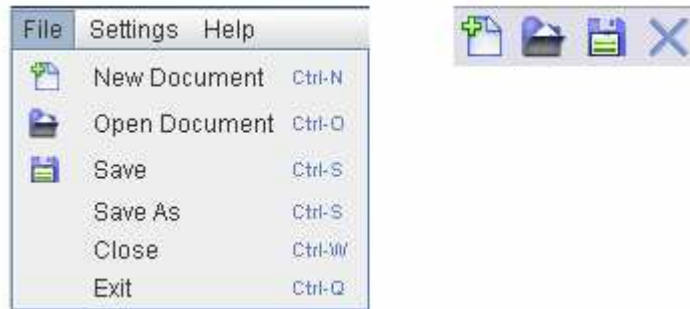 File Settings Help
New Document Ctrl-N
Open Document Ctrl-O
Save Ctrl-S
Save As Ctrl-S
Close Ctrl-W
Exit Ctrl-Q